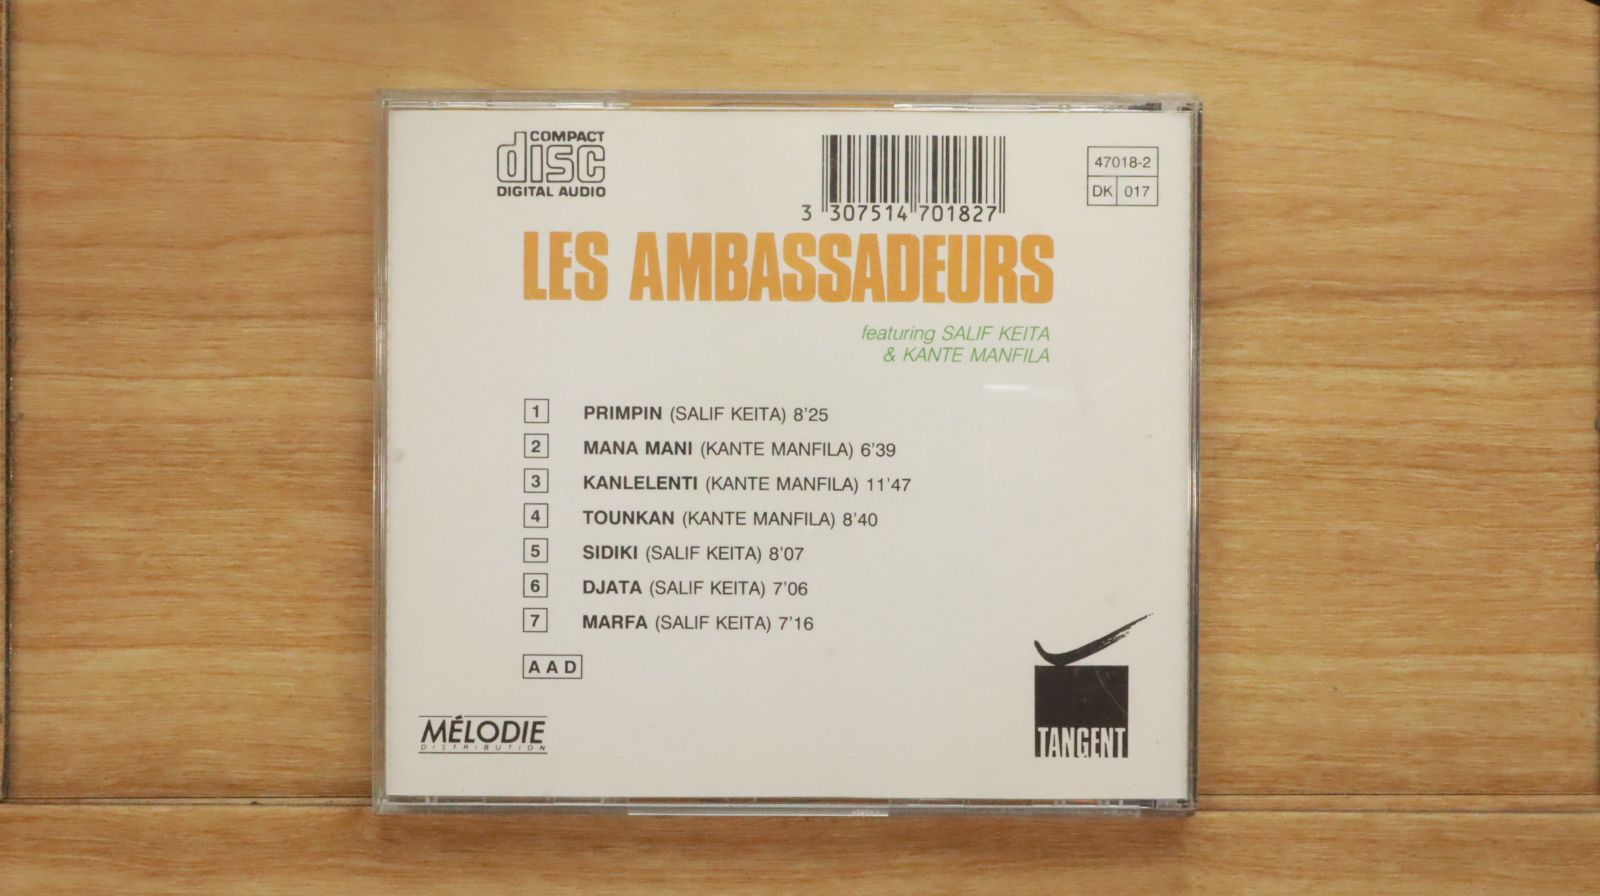 COMPACT
disc
DIGITAL AUDIO
3 307514 701827
47018-2
DK 017
LES AMBASSADEURS
featuring SALIF KEITA
& KANTE MANFILA
1 PRIMPIN (SALIF KEITA) 8'25
2 MANA MANI (KANTE MANFILA) 6'39
3 KANLELENTI (KANTE MANFILA) 11'47
4 TOUNKAN (KANTE MANFILA) 8'40
5 SIDIKI (SALIF KEITA) 8'07
6 DJATA (SALIF KEITA) 7'06
7 MARFA (SALIF KEITA) 7'16
AAD
MÉLODIE
DISTRIBUTION
TANGENT